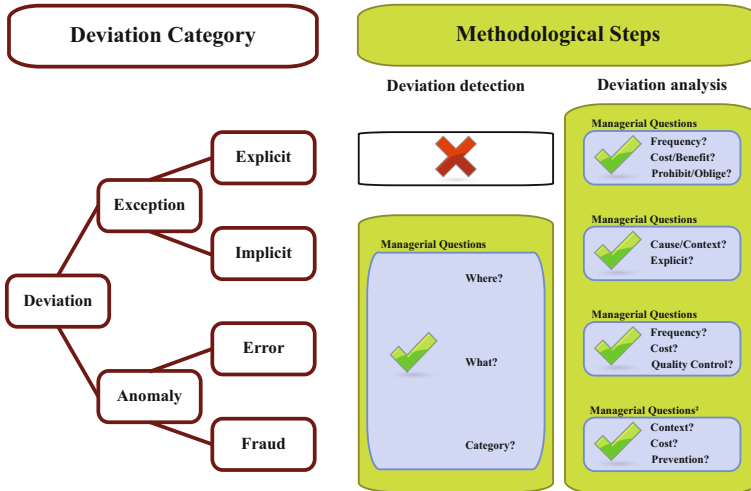 Deviation Category
Methodological Steps
Deviation detection
Deviation analysis
Explicit
Exception
Implicit
Deviation
Error
Anomaly
Fraud
Managerial Questions
Where?
What?
Category?
Managerial Questions
Frequency?
Cost/Benefit?
Prohibit/Oblige?
Managerial Questions
Cause/Context?
Explicit?
Managerial Questions
Frequency?
Cost?
Quality Control?
Managerial Questions²
Context?
Cost?
Prevention?